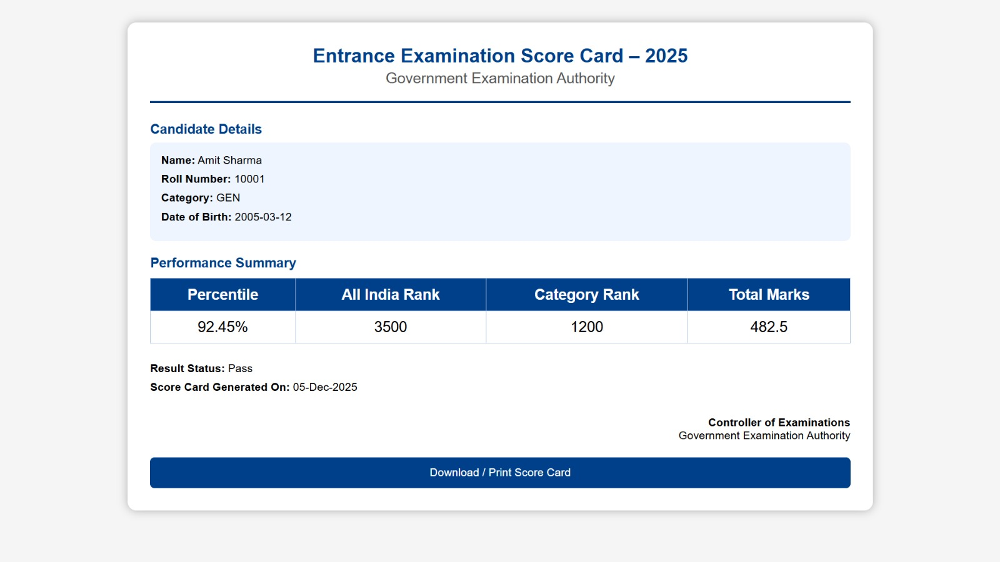 Entrance Examination Score Card – 2025
Government Examination Authority
Candidate Details
Name: Amit Sharma
Roll Number: 10001
Category: GEN
Date of Birth: 2005-03-12
Performance Summary
Percentile All India Rank Category Rank Total Marks
92.45% 3500 1200 482.5
Result Status: Pass
Score Card Generated On: 05-Dec-2025
Controller of Examinations
Government Examination Authority
Download / Print Score Card